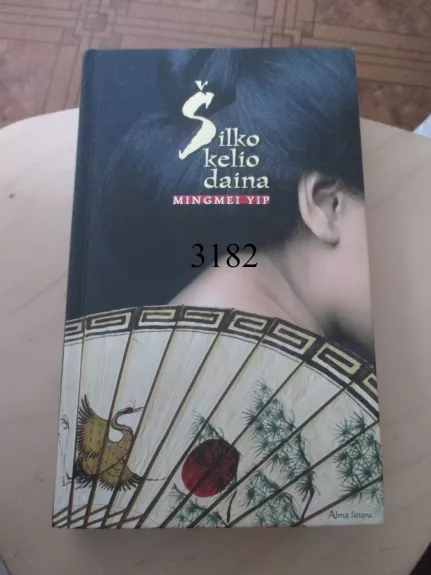 Šilko
kelio
daina
MINGMEI YIP
3182
Alma littera